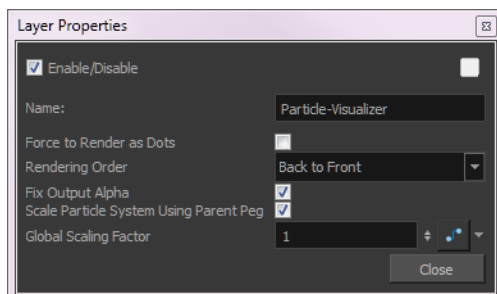 Layer Properties
Enable/Disable
Name: Particle-Visualizer
Force to Render as Dots
Rendering Order Back to Front
Fix Output Alpha
Scale Particle System Using Parent Peg
Global Scaling Factor 1
Close